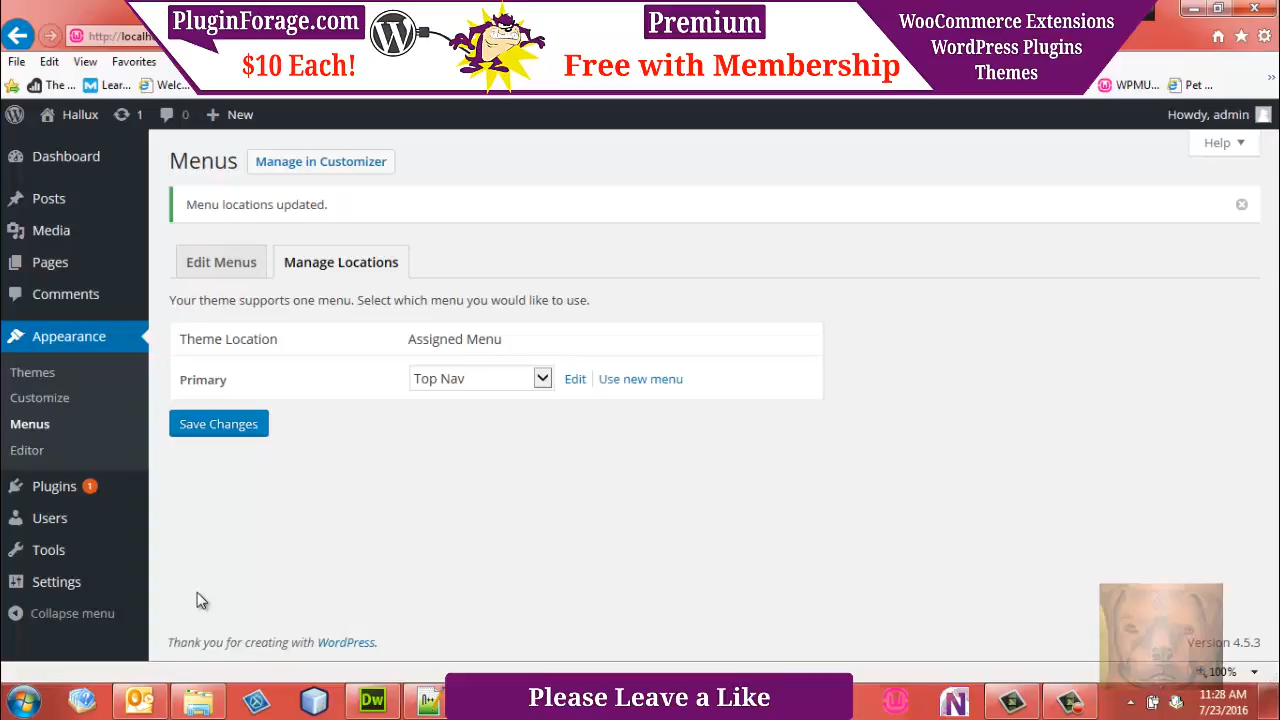 PluginForage.com
$10 Each!
Premium
Free with Membership
WooCommerce Extensions
WordPress Plugins
Themes
http://localh
File Edit View Favorites
The ... Lear... Welc... WPMU... Pet ...
Hallux 1 0 New Howdy, admin
Help
Menus Manage in Customizer
Menu locations updated.
Edit Menus Manage Locations
Your theme supports one menu. Select which menu you would like to use.
Theme Location Assigned Menu
Primary Top Nav Edit Use new menu
Save Changes
Dashboard
Posts
Media
Pages
Comments
Appearance
Themes
Customize
Menus
Editor
Plugins 1
Users
Tools
Settings
Collapse menu
Thank you for creating with WordPress.
Version 4.5.3
100%
Dw
Please Leave a Like
N
11:28 AM
7/23/2016